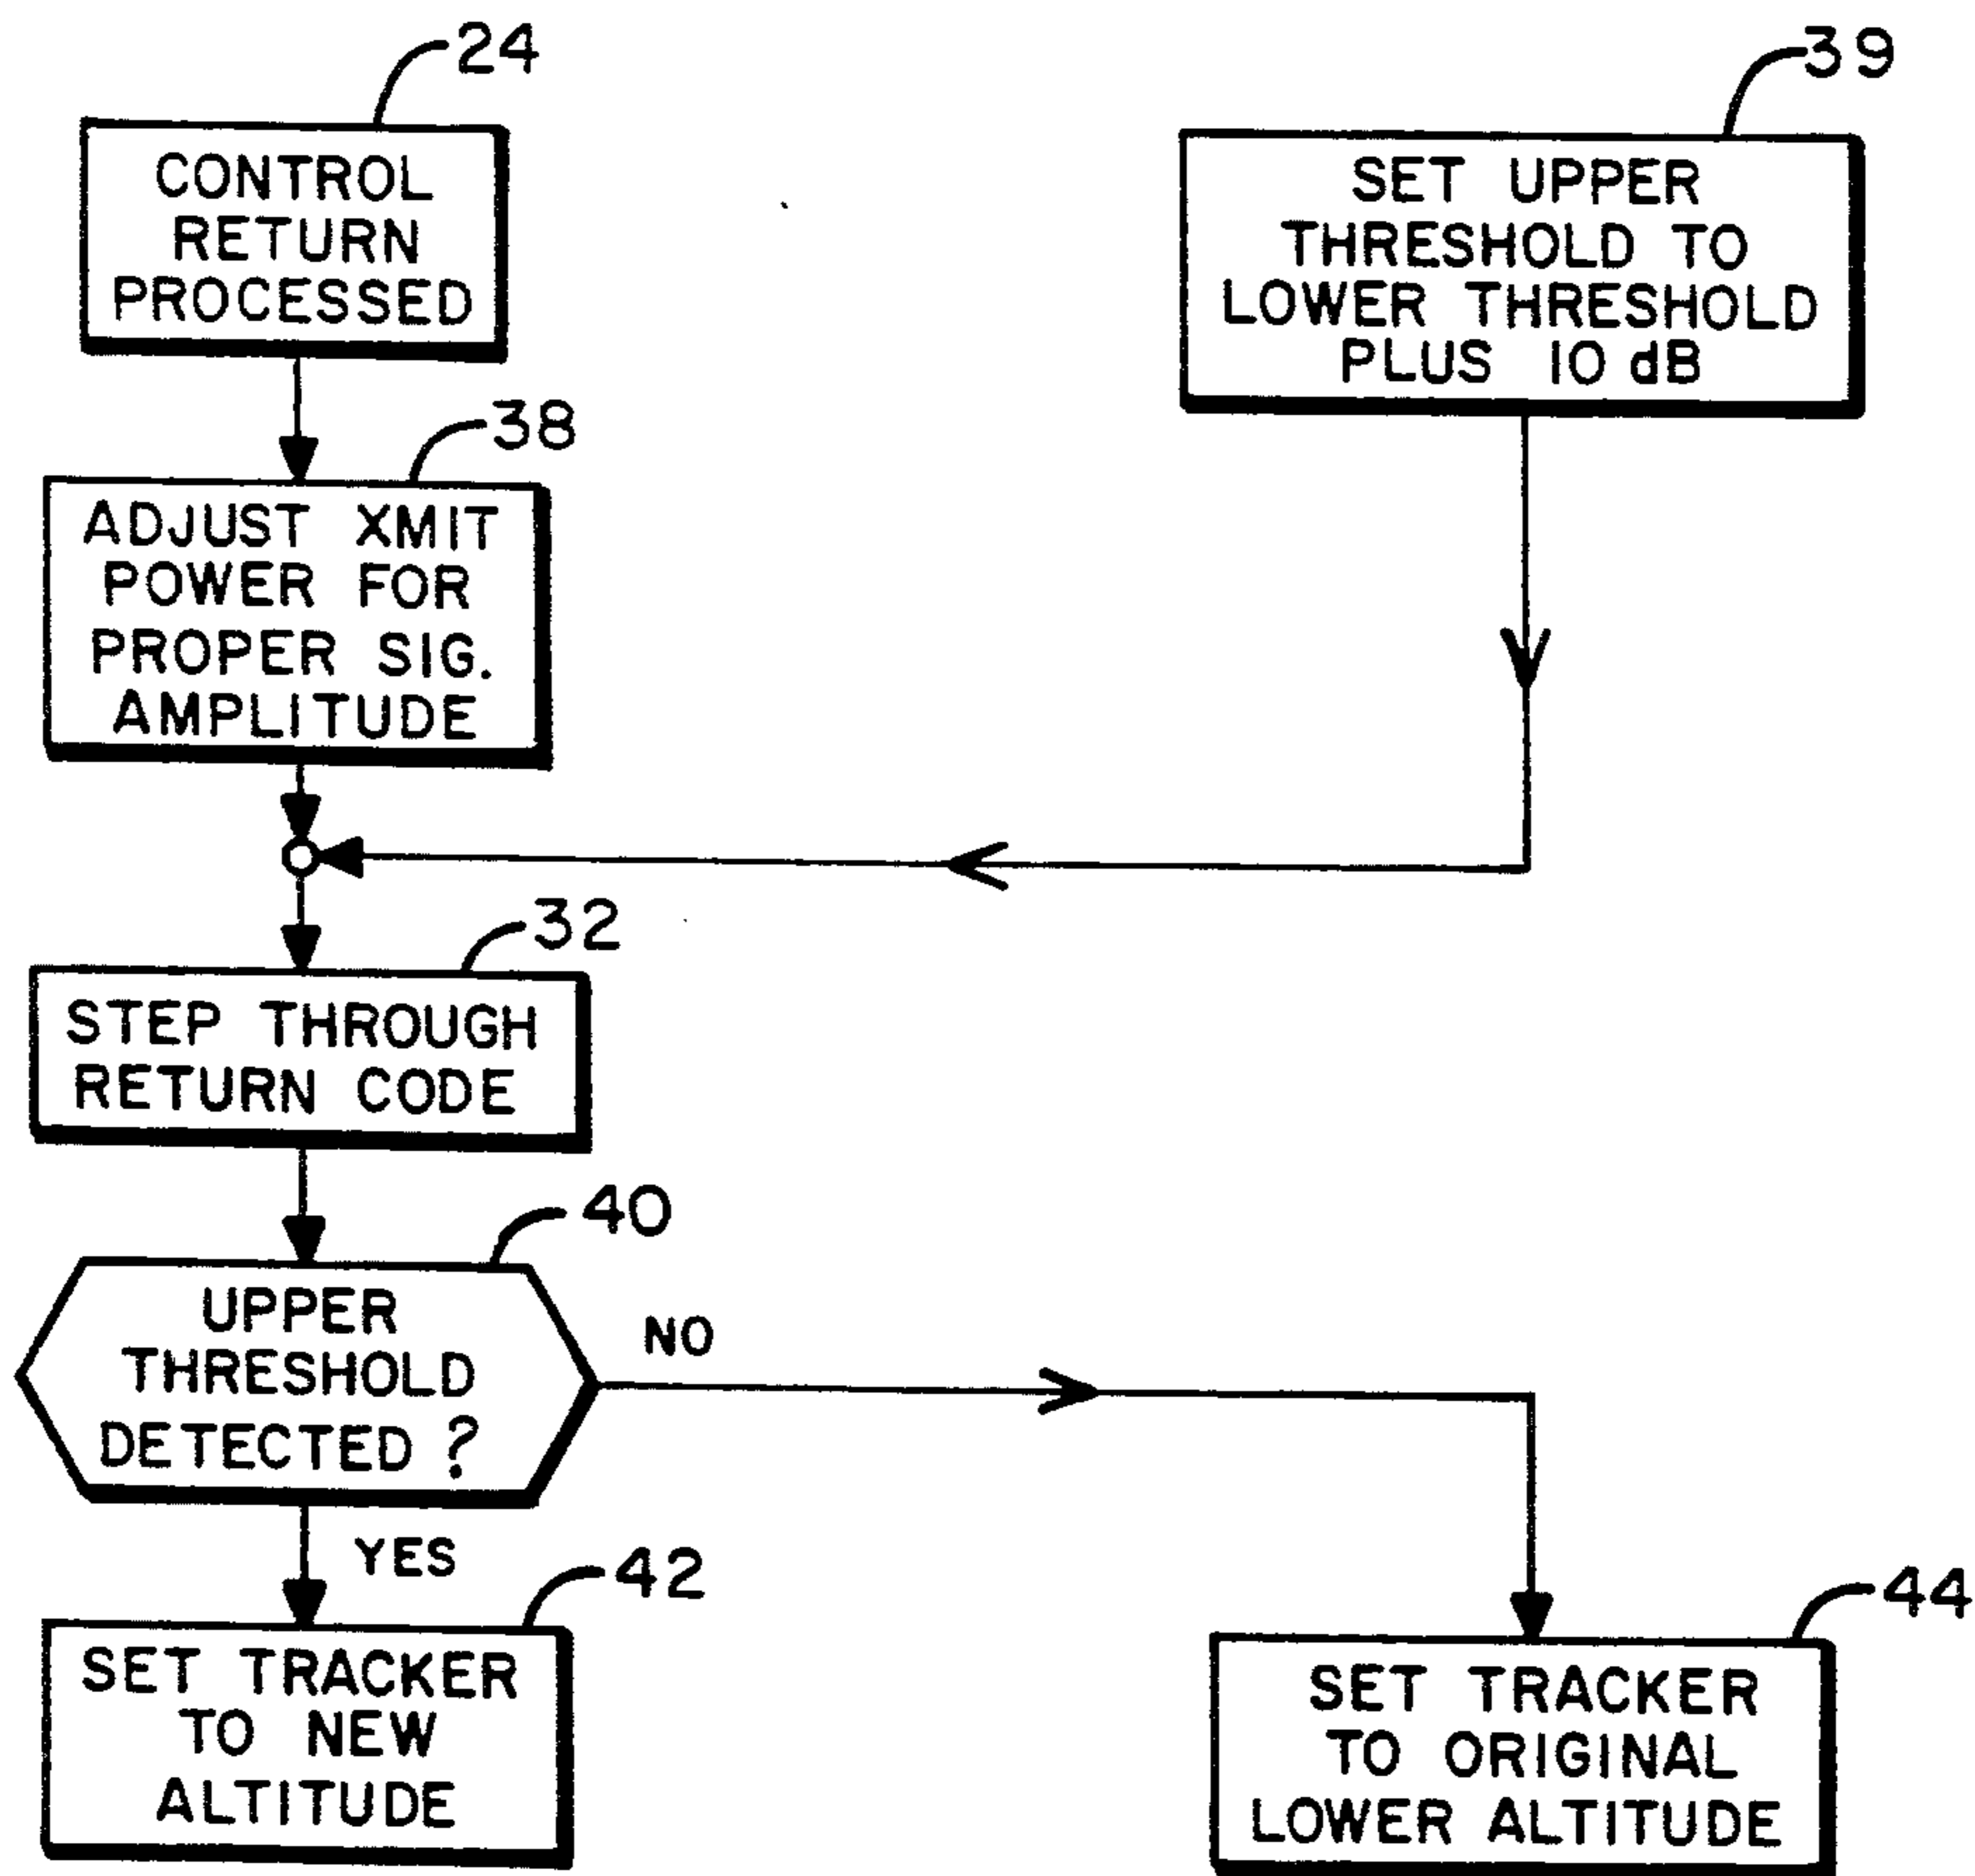 24
CONTROL
RETURN
PROCESSED
39
SET UPPER
THRESHOLD TO
LOWER THRESHOLD
PLUS 10 dB
38
ADJUST XMIT
POWER FOR
PROPER SIG.
AMPLITUDE
32
STEP THROUGH
RETURN CODE
40
UPPER
THRESHOLD
DETECTED ?
NO
YES
42
SET TRACKER
TO NEW
ALTITUDE
44
SET TRACKER
TO ORIGINAL
LOWER ALTITUDE